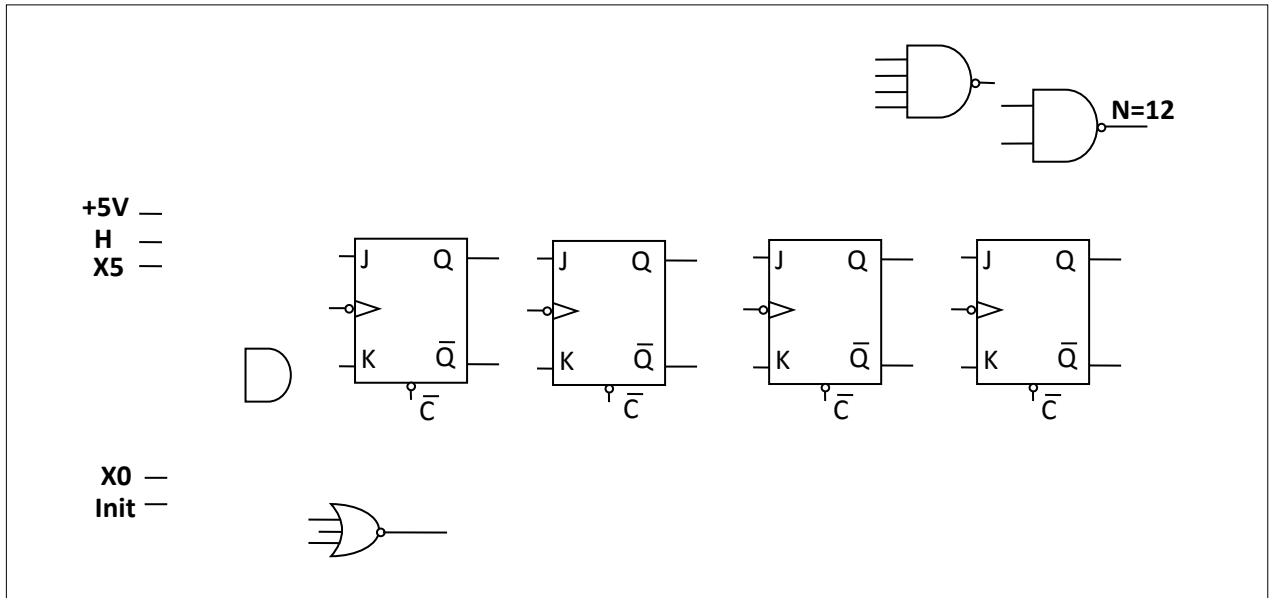 N=12
+5V
H
X5
J Q J Q J Q J Q
K Q̅ K Q̅ K Q̅ K Q̅
C̅ C̅ C̅ C̅
X0
Init